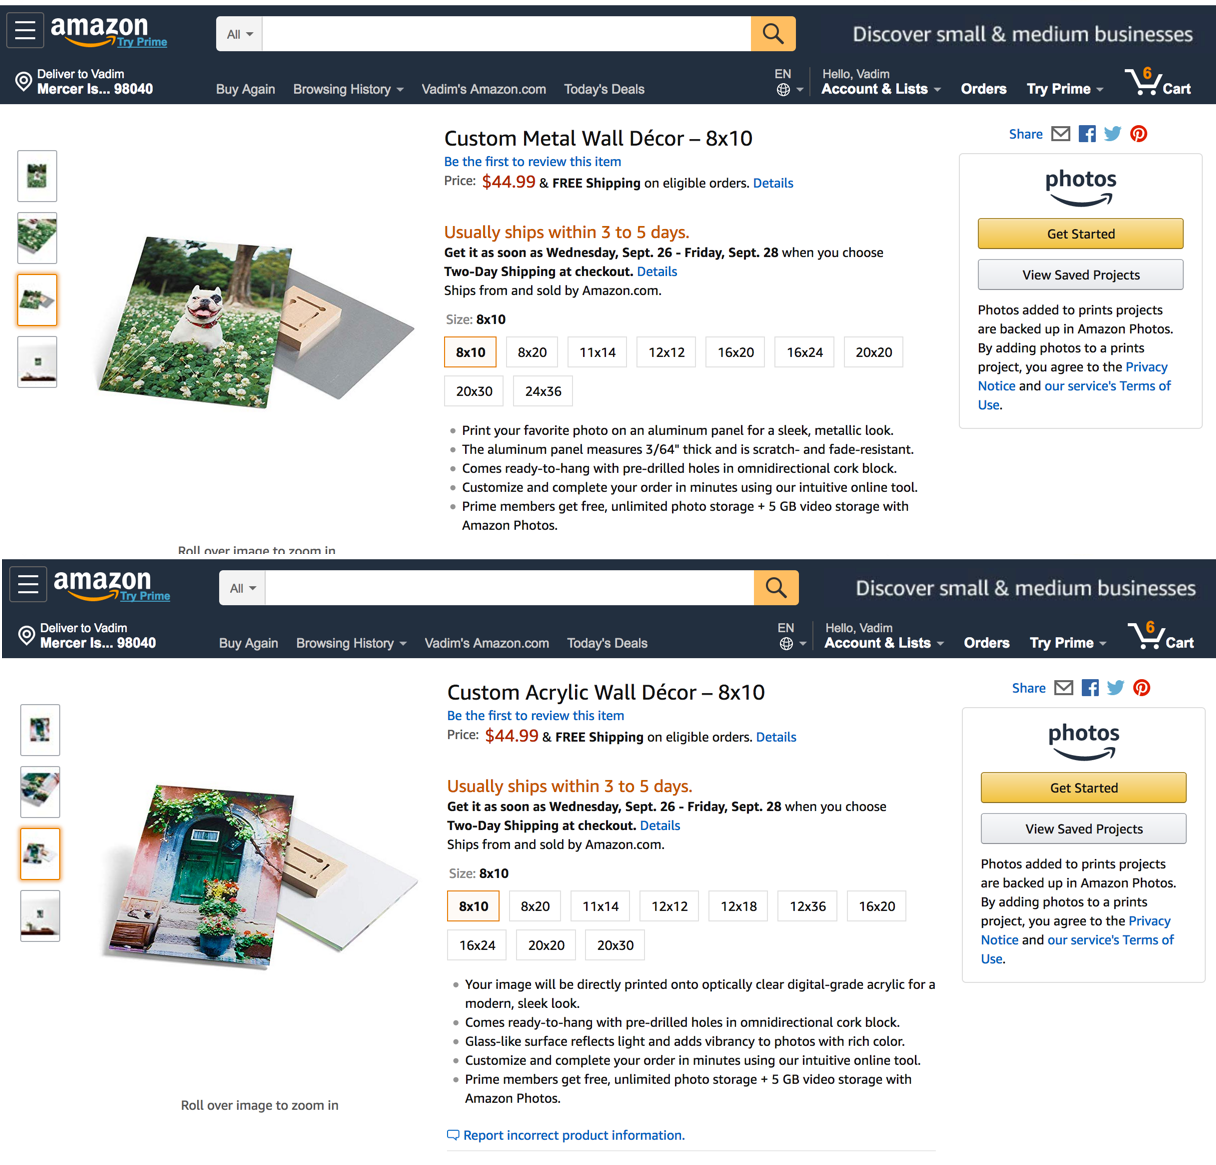 amazon
Try Prime
All
Discover small & medium businesses
Deliver to Vadim
Mercer Is... 98040
Buy Again
Browsing History
Vadim's Amazon.com
Today's Deals
EN
Hello, Vadim
Account & Lists
Orders
Try Prime
6
Cart
Custom Metal Wall Décor – 8x10
Be the first to review this item
Price: $44.99 & FREE Shipping on eligible orders. Details
Usually ships within 3 to 5 days.
Get it as soon as Wednesday, Sept. 26 - Friday, Sept. 28 when you choose
Two-Day Shipping at checkout. Details
Ships from and sold by Amazon.com.
Size: 8x10
8x10 8x20 11x14 12x12 16x20 16x24 20x20
20x30 24x36
Print your favorite photo on an aluminum panel for a sleek, metallic look.
The aluminum panel measures 3/64" thick and is scratch- and fade-resistant.
Comes ready-to-hang with pre-drilled holes in omnidirectional cork block.
Customize and complete your order in minutes using our intuitive online tool.
Prime members get free, unlimited photo storage + 5 GB video storage with
Amazon Photos.
Roll over image to zoom in
Share
photos
Get Started
View Saved Projects
Photos added to prints projects
are backed up in Amazon Photos.
By adding photos to a prints
project, you agree to the Privacy
Notice and our service's Terms of
Use.
amazon
Try Prime
All
Discover small & medium businesses
Deliver to Vadim
Mercer Is... 98040
Buy Again
Browsing History
Vadim's Amazon.com
Today's Deals
EN
Hello, Vadim
Account & Lists
Orders
Try Prime
6
Cart
Custom Acrylic Wall Décor – 8x10
Be the first to review this item
Price: $44.99 & FREE Shipping on eligible orders. Details
Usually ships within 3 to 5 days.
Get it as soon as Wednesday, Sept. 26 - Friday, Sept. 28 when you choose
Two-Day Shipping at checkout. Details
Ships from and sold by Amazon.com.
Size: 8x10
8x10 8x20 11x14 12x12 12x18 12x36 16x20
16x24 20x20 20x30
Your image will be directly printed onto optically clear digital-grade acrylic for a
modern, sleek look.
Comes ready-to-hang with pre-drilled holes in omnidirectional cork block.
Glass-like surface reflects light and adds vibrancy to photos with rich color.
Customize and complete your order in minutes using our intuitive online tool.
Prime members get free, unlimited photo storage + 5 GB video storage with
Amazon Photos.
Roll over image to zoom in
Report incorrect product information.
Share
photos
Get Started
View Saved Projects
Photos added to prints projects
are backed up in Amazon Photos.
By adding photos to a prints
project, you agree to the Privacy
Notice and our service's Terms of
Use.